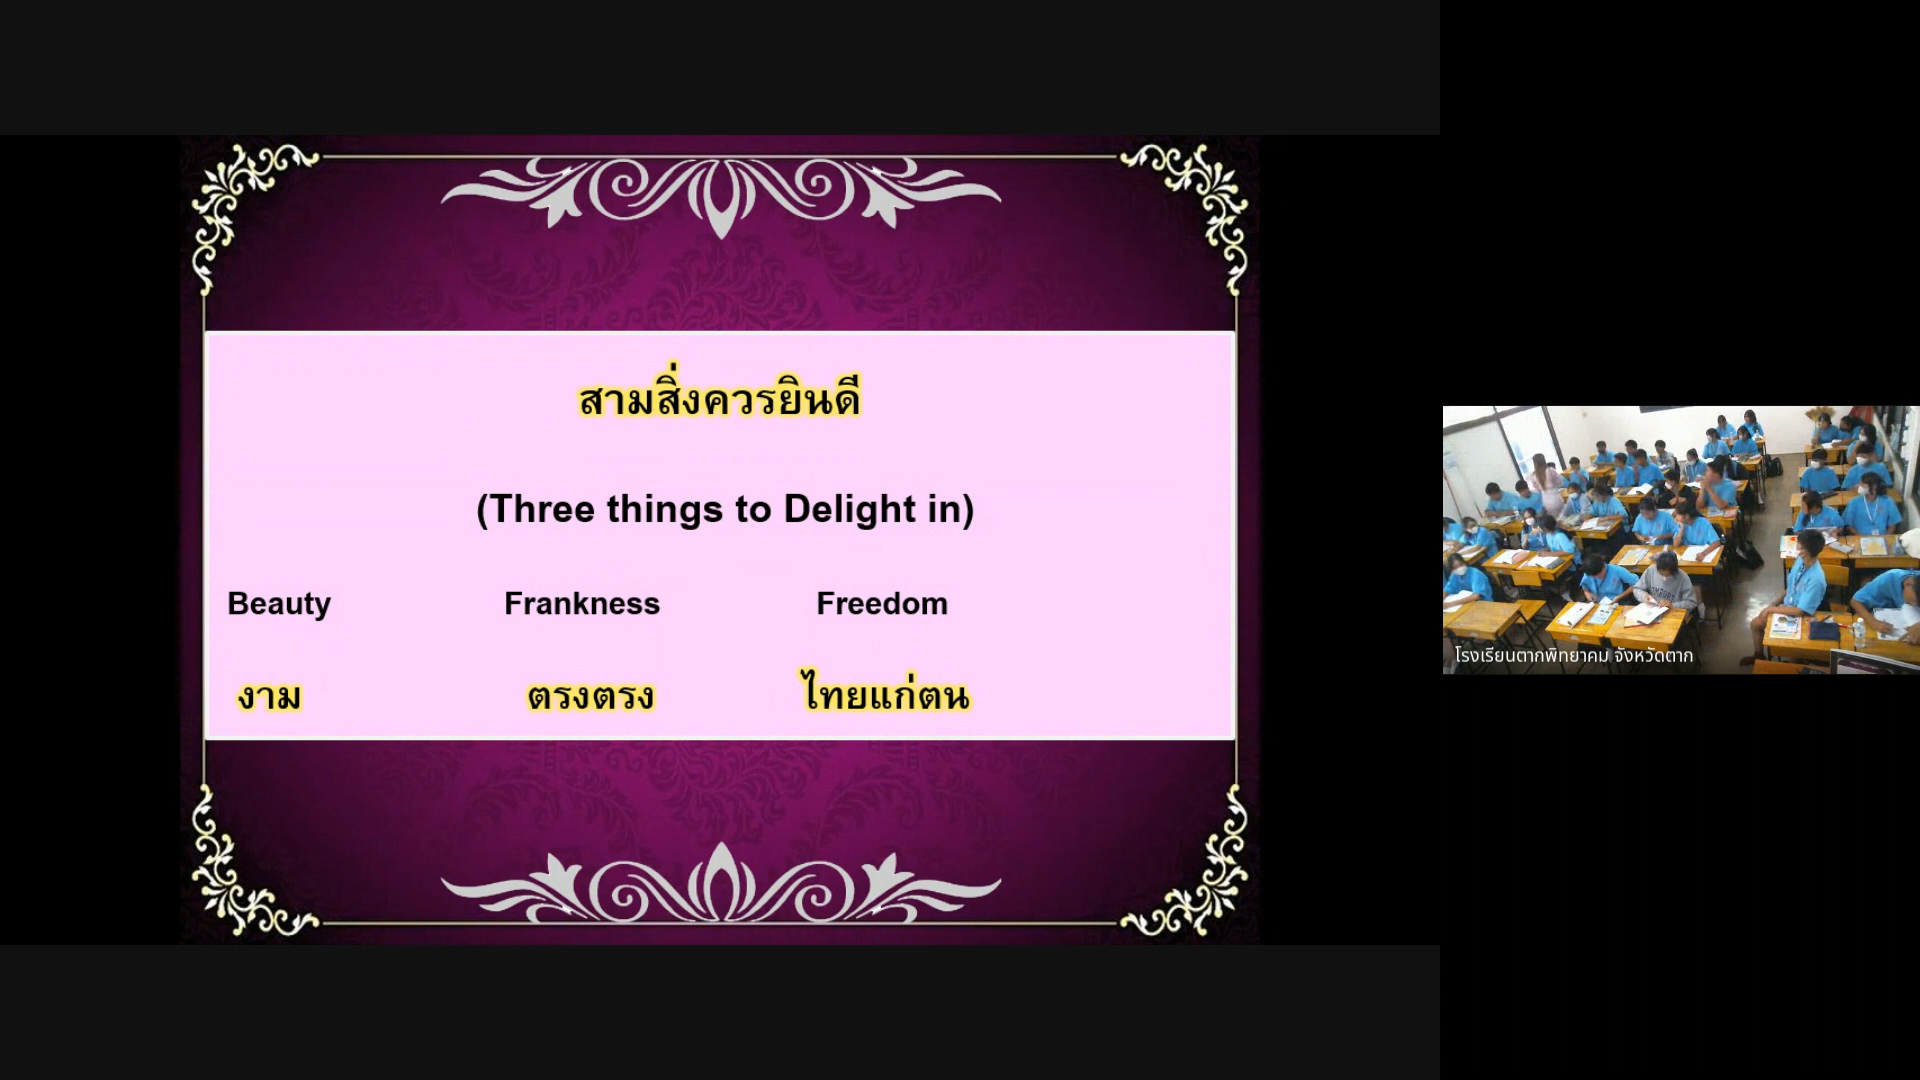 สามสิ่งควรยินดี
(Three things to Delight in)
Beauty Frankness Freedom
งาม ตรงตรง ไทยแก่ตน
โรงเรียนตากพิทยาคม จังหวัดตาก